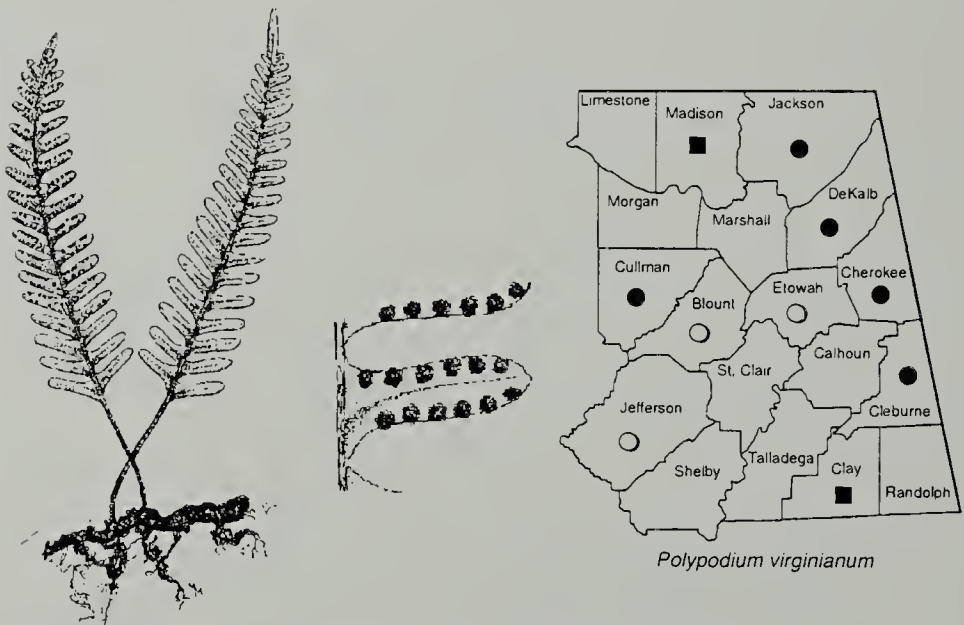 Limestone
Madison
Jackson
Morgan
Marshall
DeKalb
Cullman
Blount
Etowah
Cherokee
St. Clair
Calhoun
Jefferson
Cleburne
Shelby
Talladega
Clay
Randolph
Polypodium virginianum